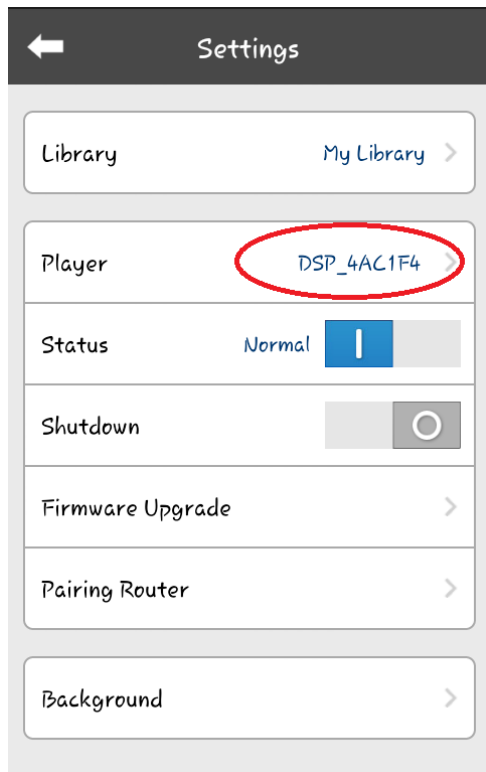 Settings
Library My Library
Player DSP_4AC1F4
Status Normal
Shutdown
Firmware Upgrade
Pairing Router
Background